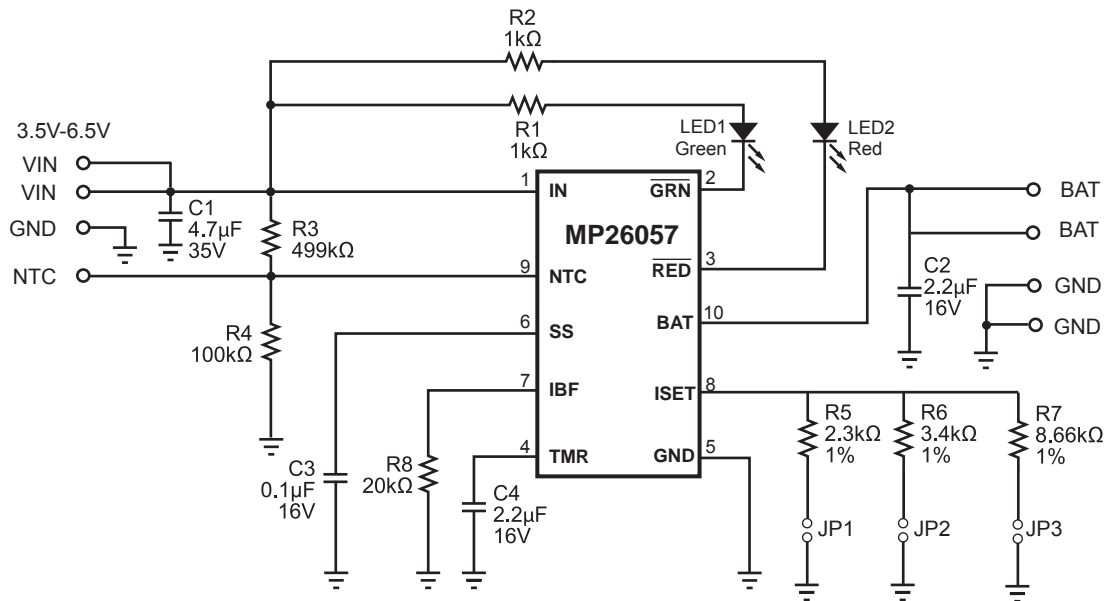 R2
1kΩ
R1
1kΩ
LED1
Green
LED2
Red
3.5V-6.5V
VIN
VIN
GND
NTC
C1
4.7µF
35V
R3
499kΩ
R4
100kΩ
1
IN
9
NTC
6
SS
7
IBF
4
TMR
MP26057
GRN
2
RED
3
BAT
10
ISET
8
GND
5
BAT
BAT
C2
2.2µF
16V
GND
GND
R5
2.3kΩ
1%
R6
3.4kΩ
1%
R7
8.66kΩ
1%
C3
0.1µF
16V
R8
20kΩ
C4
2.2µF
16V
JP1
JP2
JP3